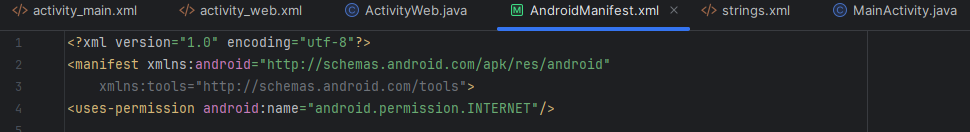 activity_main.xml activity_web.xml ActivityWeb.java AndroidManifest.xml strings.xml MainActivity.java
1 <?xml version="1.0" encoding="utf-8"?>
2 <manifest xmlns:android="http://schemas.android.com/apk/res/android"
3 xmlns:tools="http://schemas.android.com/tools">
4 <uses-permission android:name="android.permission.INTERNET"/>
5